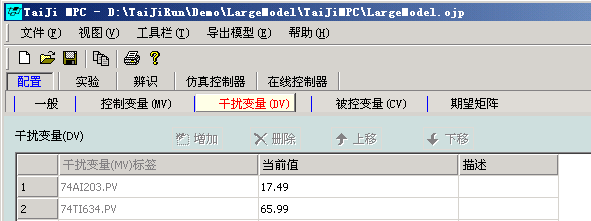 TaiJi MPC - D:\TaiJiRun\Demo\LargeModel\TaiJiMPC\LargeModel.ojp
文件(F) 视图(V) 工具栏(T) 导出模型(E) 帮助(H)
配置 实验 辨识 仿真控制器 在线控制器
一般 控制变量(MV) 干扰变量(DV) 被控变量(CV) 期望矩阵
干扰变量(DV) 增加 删除 上移 下移
干扰变量(MV)标签 当前值 描述
1 74AI203.PV 17.49
2 74TI634.PV 65.99